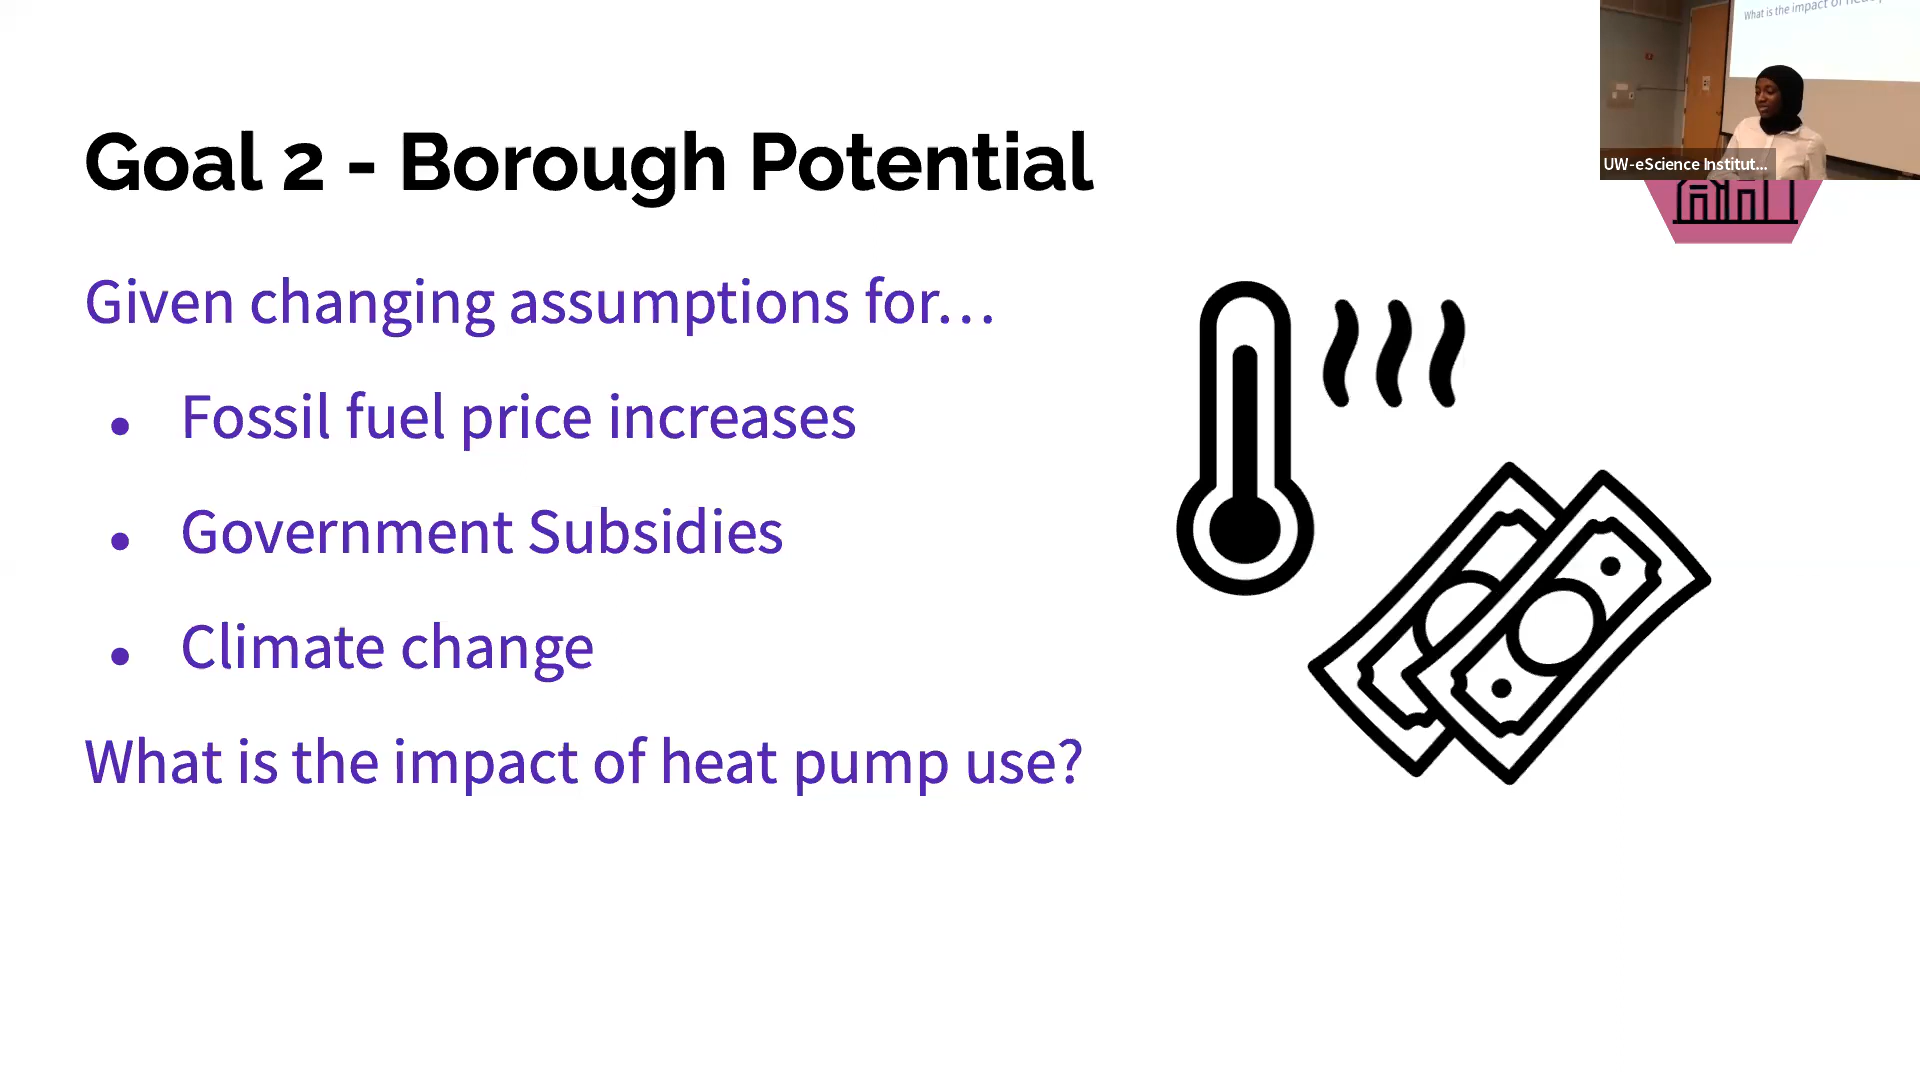 What is the impact of heat
Goal 2 - Borough Potential
UW-eScience Institut...
Given changing assumptions for...
● Fossil fuel price increases
● Government Subsidies
● Climate change
What is the impact of heat pump use?